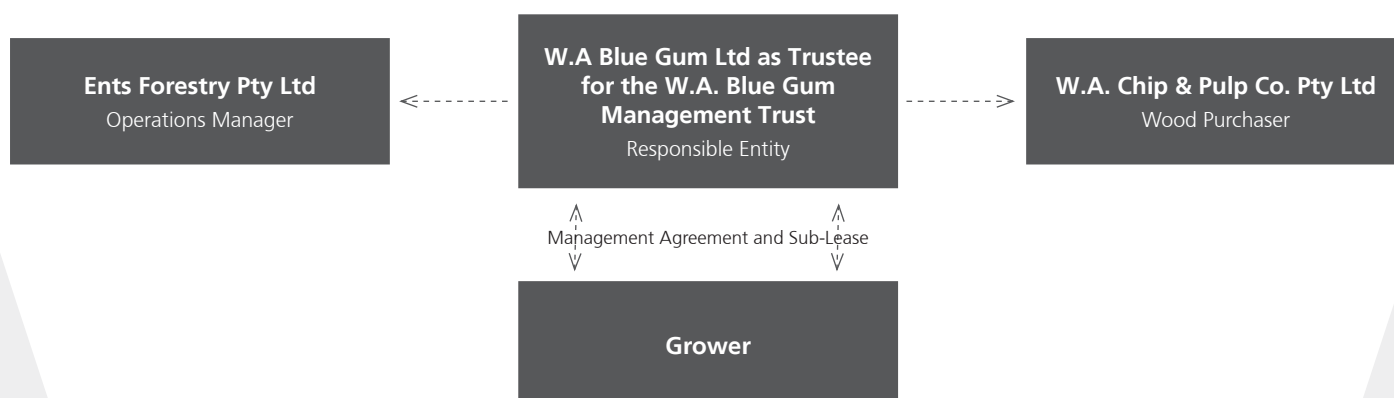 Ents Forestry Pty Ltd
Operations Manager
W.A Blue Gum Ltd as Trustee
for the W.A. Blue Gum
Management Trust
Responsible Entity
W.A. Chip & Pulp Co. Pty Ltd
Wood Purchaser
Management Agreement and Sub-Lease
Grower